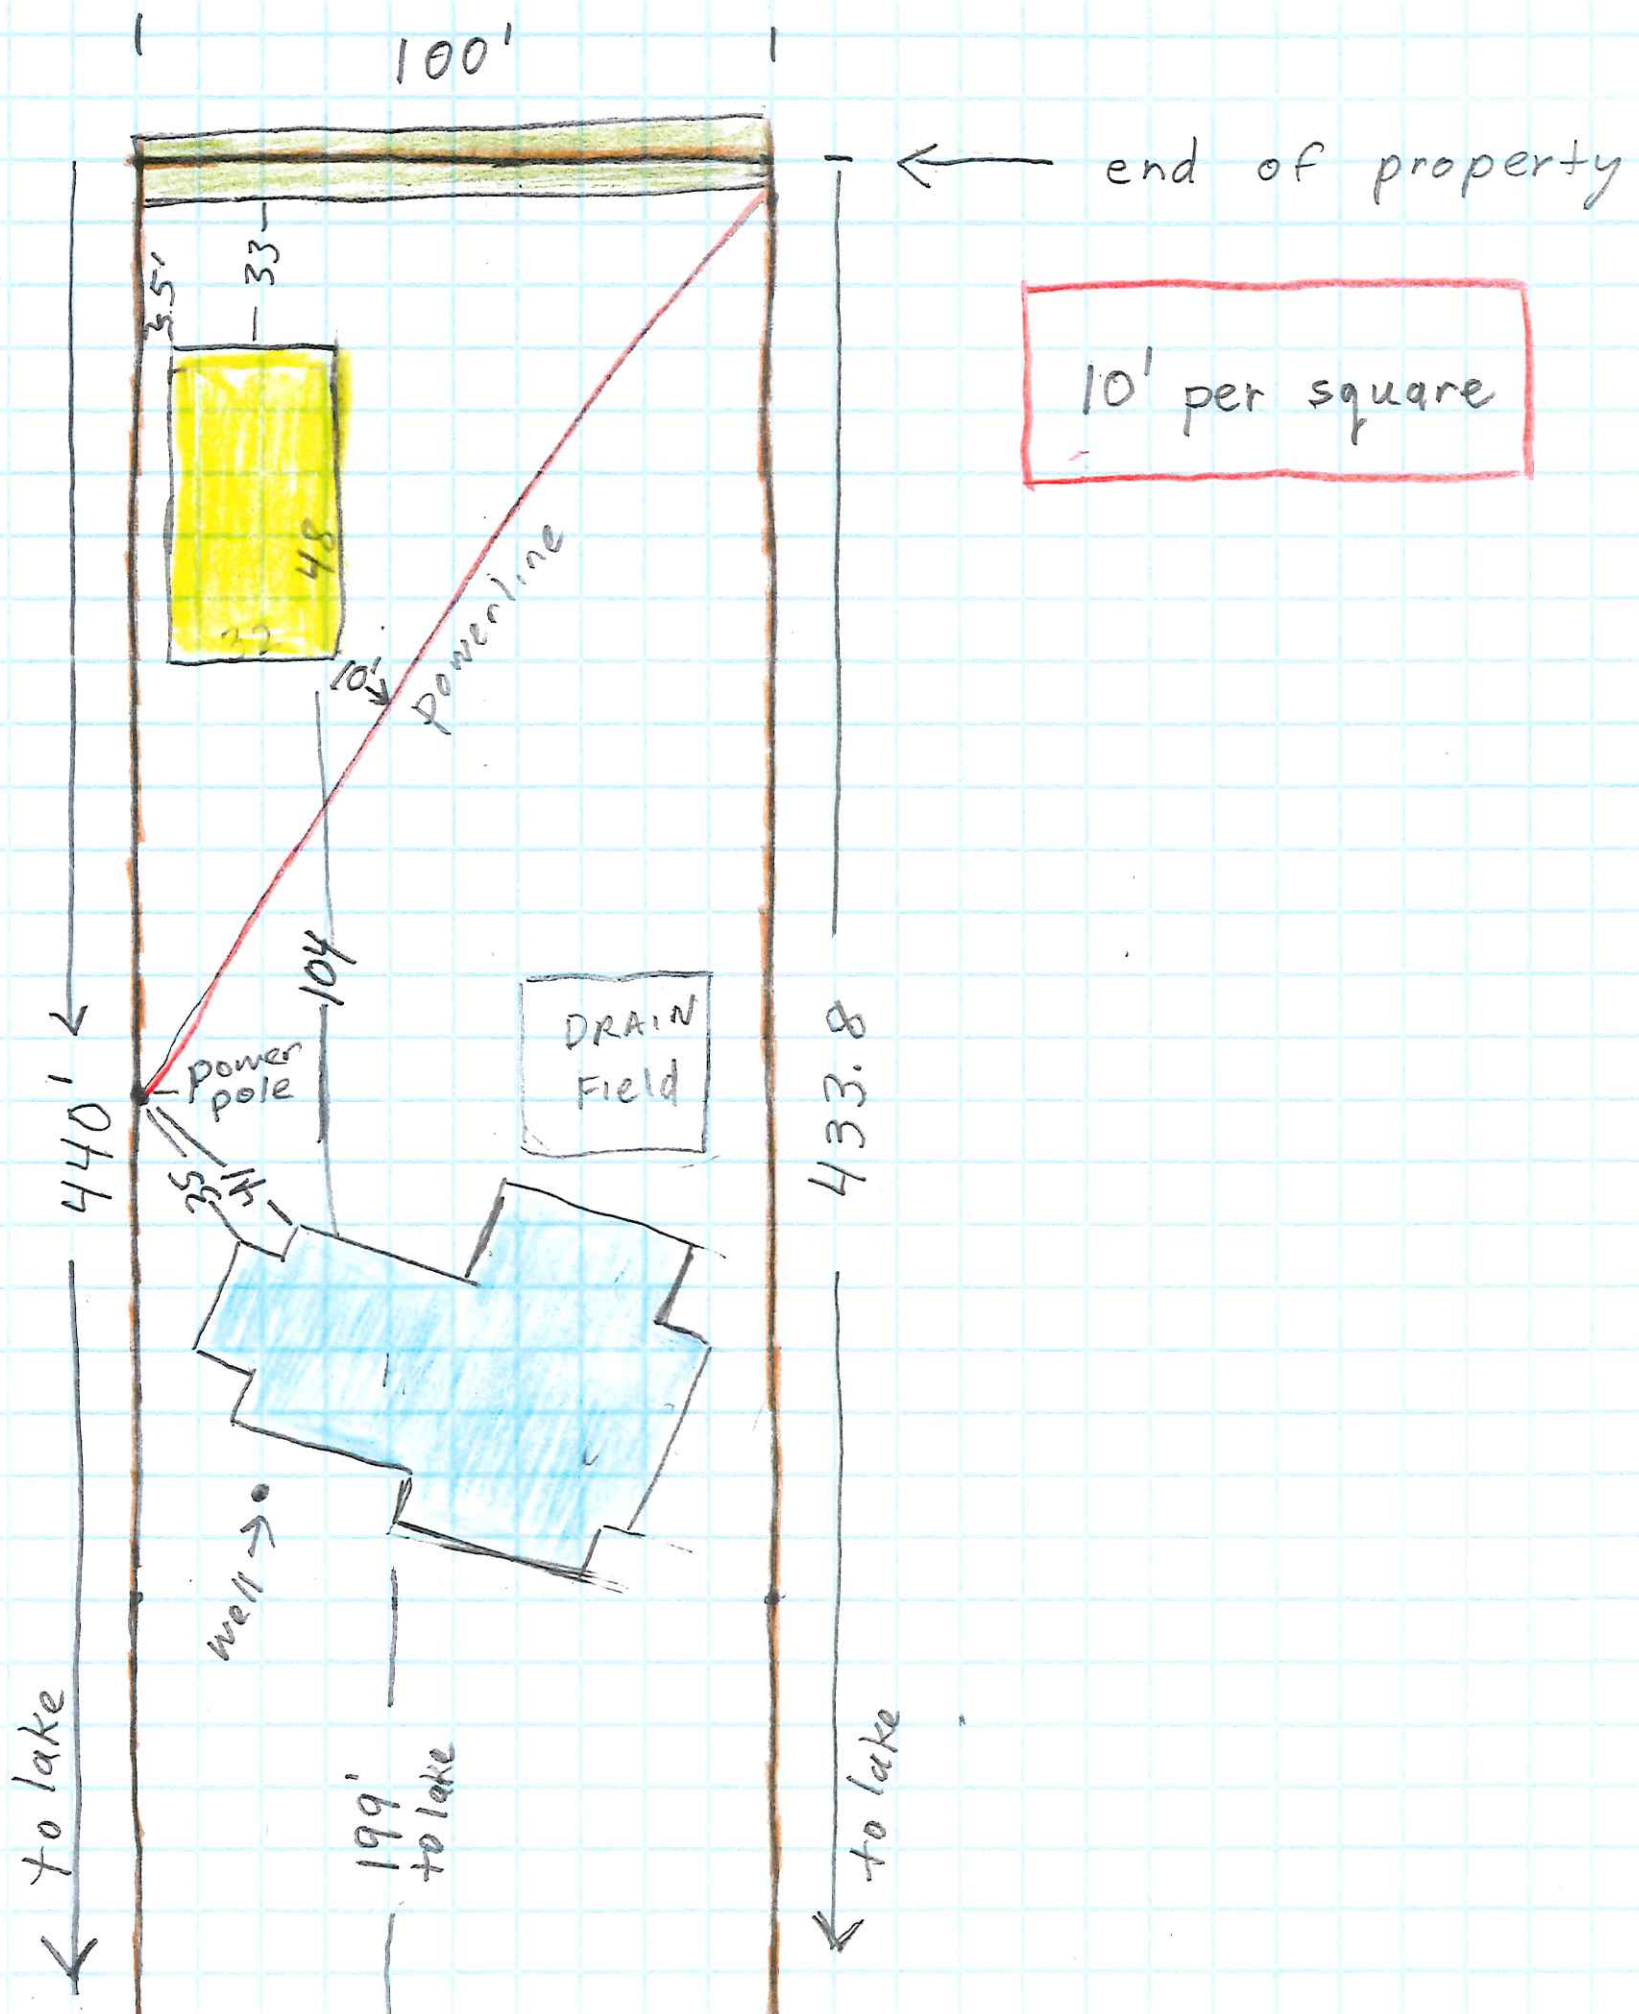 100'
end of property
33
3.5'
10' per square
48
32
10'
powerline
104
DRAIN
Field
power
pole
440'
433.8
35
41
well
to lake
199'
to lake
to lake